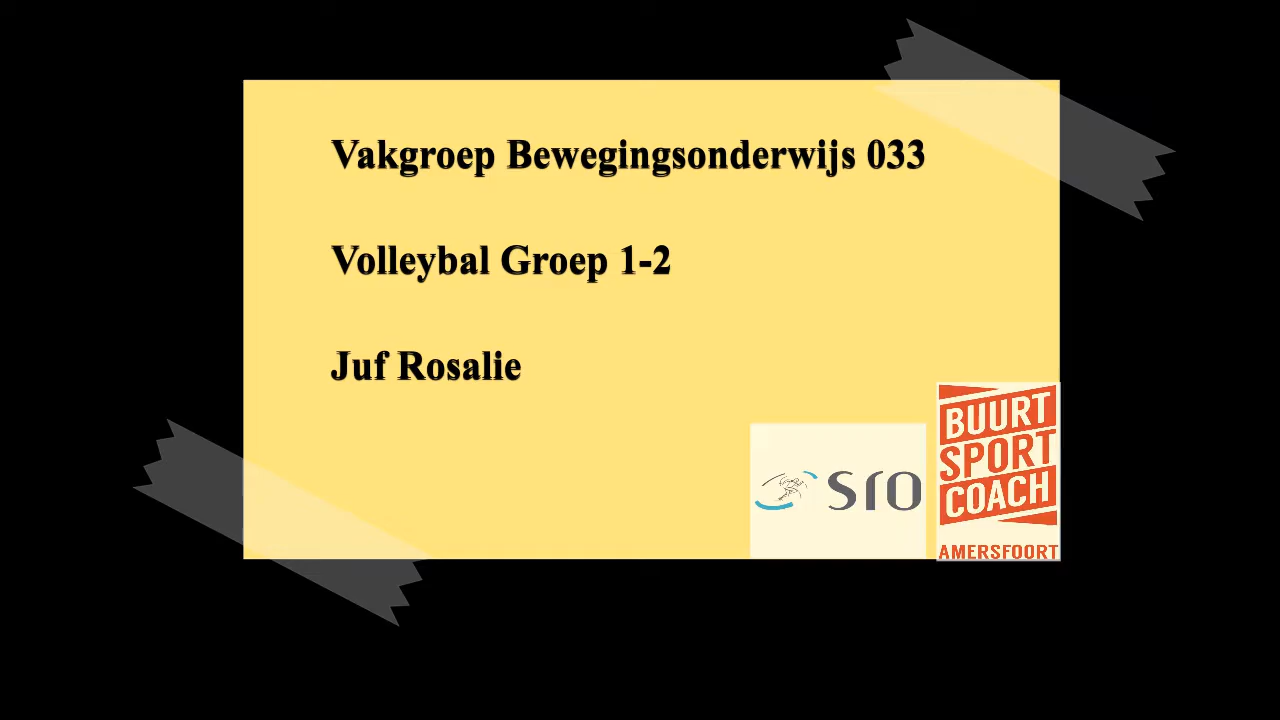 Vakgroep Bewegingsonderwijs 033
Volleybal Groep 1-2
Juf Rosalie
sro
BUURT
SPORT
COACH
AMERSFOORT